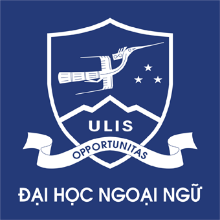 ULIS
OPPORTUNITAS
ĐẠI HỌC NGOẠI NGỮ